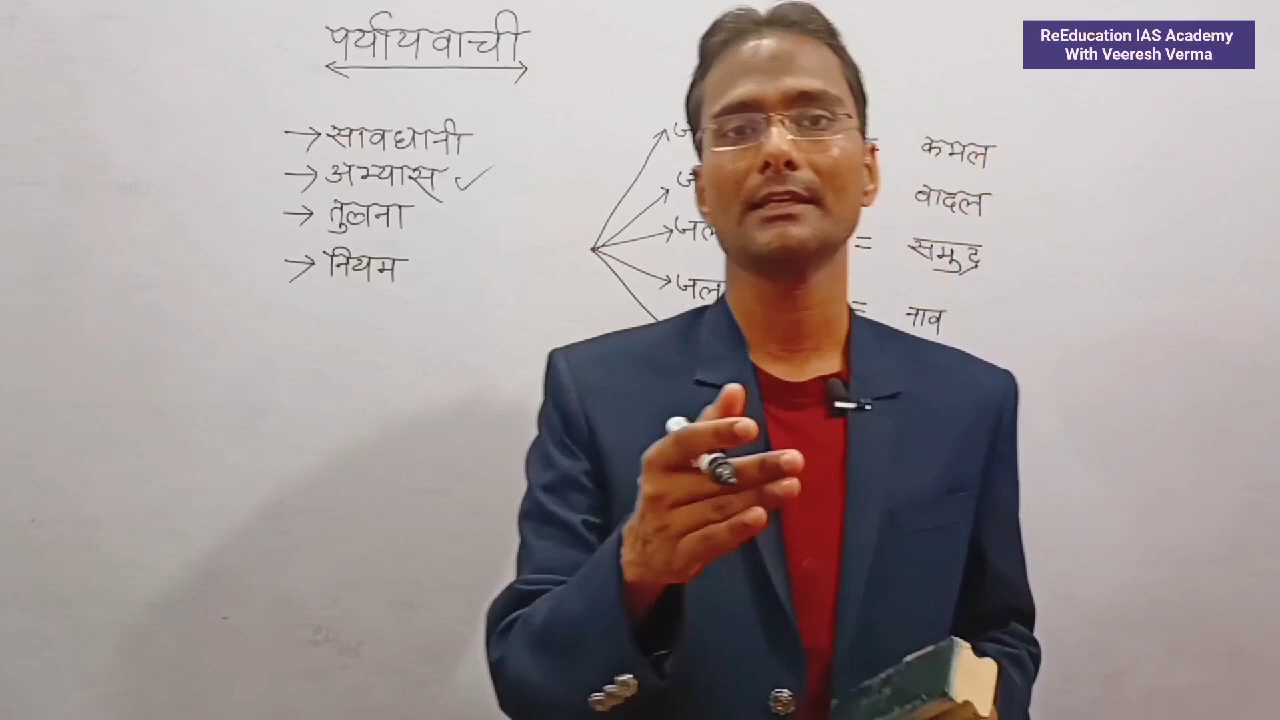 पर्यायवाची
ReEducation IAS Academy
With Veeresh Verma
→ सावधानी
→ अभ्यास ✓
→ तुलना
→ नियम
कमल
वादल
जल = समुद्र
जल = नाव